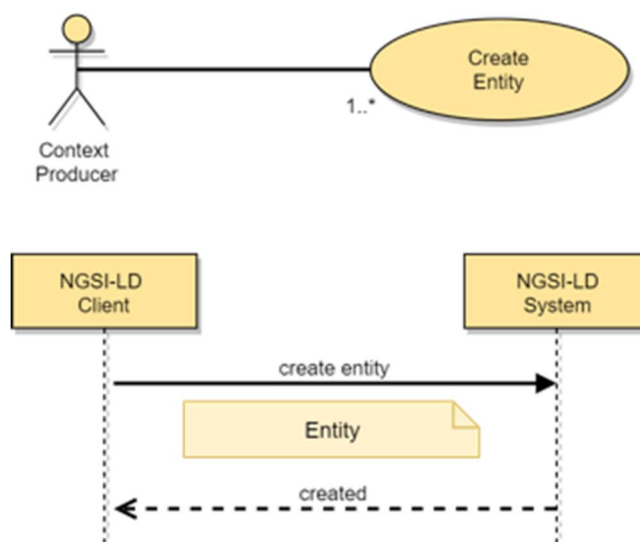 Create
Entity
1..*
Context
Producer
NGSI-LD
Client
NGSI-LD
System
create entity
Entity
created